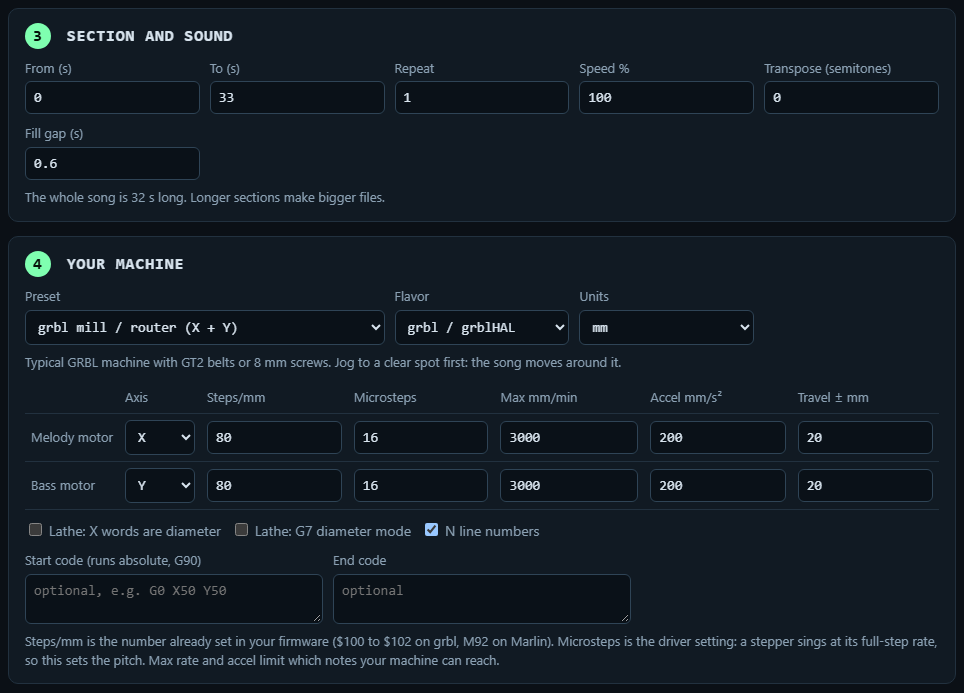 3 SECTION AND SOUND
From (s) To (s) Repeat Speed % Transpose (semitones)
0 33 1 100 0
Fill gap (s)
0.6
The whole song is 32 s long. Longer sections make bigger files.
4 YOUR MACHINE
Preset Flavor Units
grbl mill / router (X + Y) grbl / grblHAL mm
Typical GRBL machine with GT2 belts or 8 mm screws. Jog to a clear spot first: the song moves around it.
Axis Steps/mm Microsteps Max mm/min Accel mm/s² Travel ± mm
Melody motor X 80 16 3000 200 20
Bass motor Y 80 16 3000 200 20
Lathe: X words are diameter Lathe: G7 diameter mode N line numbers
Start code (runs absolute, G90) End code
optional, e.g. G0 X50 Y50 optional
Steps/mm is the number already set in your firmware ($100 to $102 on grbl, M92 on Marlin). Microsteps is the driver setting: a stepper sings at its full-step rate,
so this sets the pitch. Max rate and accel limit which notes your machine can reach.